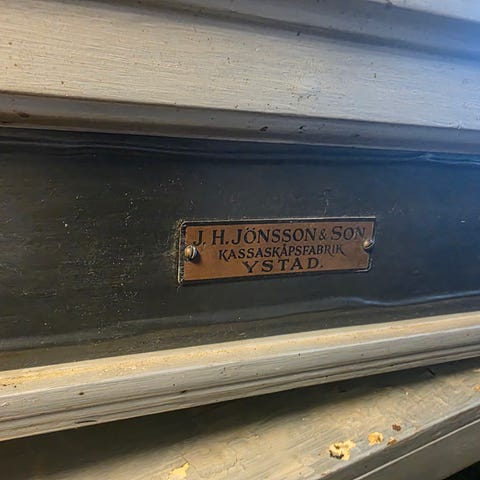 J. H. JÖNSSON & SON
KASSASKÅPSFABRIK
YSTAD.